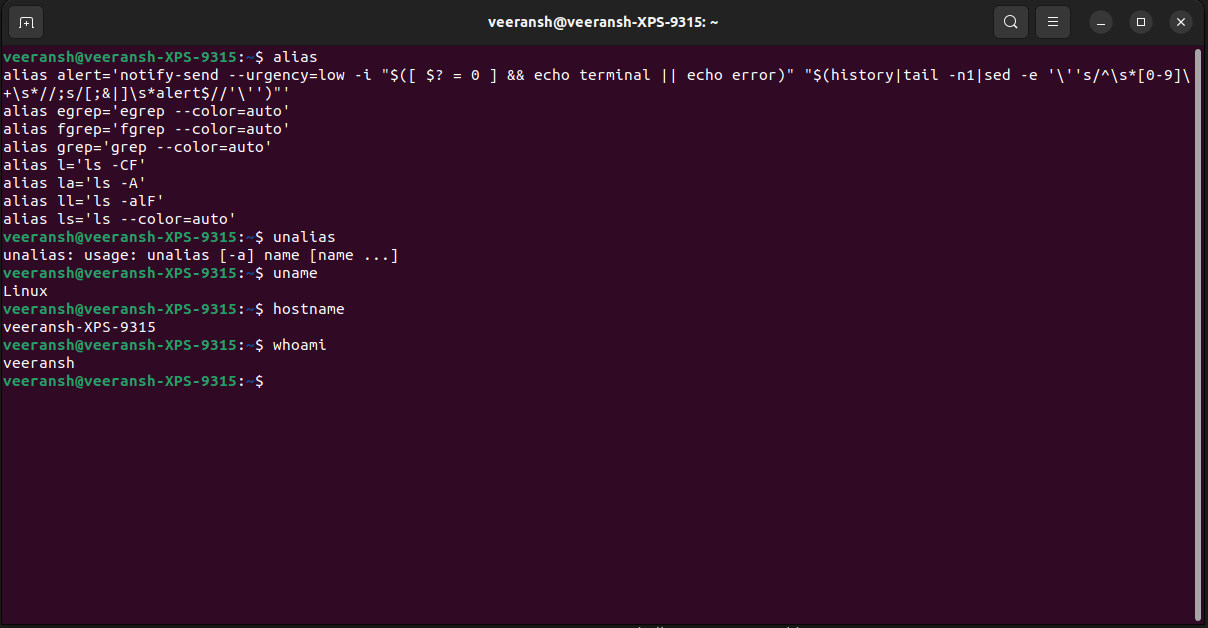 veeransh@veeransh-XPS-9315: ~
veeransh@veeransh-XPS-9315:~$ alias
alias alert='notify-send --urgency=low -i "$([ $? = 0 ] && echo terminal || echo error)" "$(history|tail -n1|sed -e '\''s/^\s*[0-9]\
+\s*//;s/[;&|]\s*alert$//'\'')"'
alias egrep='egrep --color=auto'
alias fgrep='fgrep --color=auto'
alias grep='grep --color=auto'
alias l='ls -CF'
alias la='ls -A'
alias ll='ls -alF'
alias ls='ls --color=auto'
veeransh@veeransh-XPS-9315:~$ unalias
unalias: usage: unalias [-a] name [name ...]
veeransh@veeransh-XPS-9315:~$ uname
Linux
veeransh@veeransh-XPS-9315:~$ hostname
veeransh-XPS-9315
veeransh@veeransh-XPS-9315:~$ whoami
veeransh
veeransh@veeransh-XPS-9315:~$